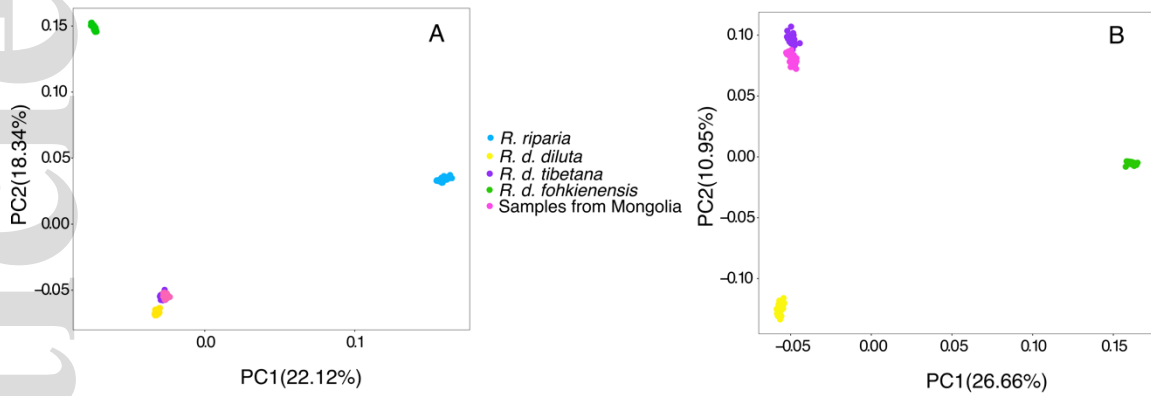 A
0.15
0.10
0.05
0.00
−0.05
PC2(18.34%)
0.0
0.1
PC1(22.12%)
R. riparia
R. d. diluta
R. d. tibetana
R. d. fohkienensis
Samples from Mongolia
B
0.10
0.05
0.00
−0.05
−0.10
PC2(10.95%)
−0.05
0.00
0.05
0.10
0.15
PC1(26.66%)